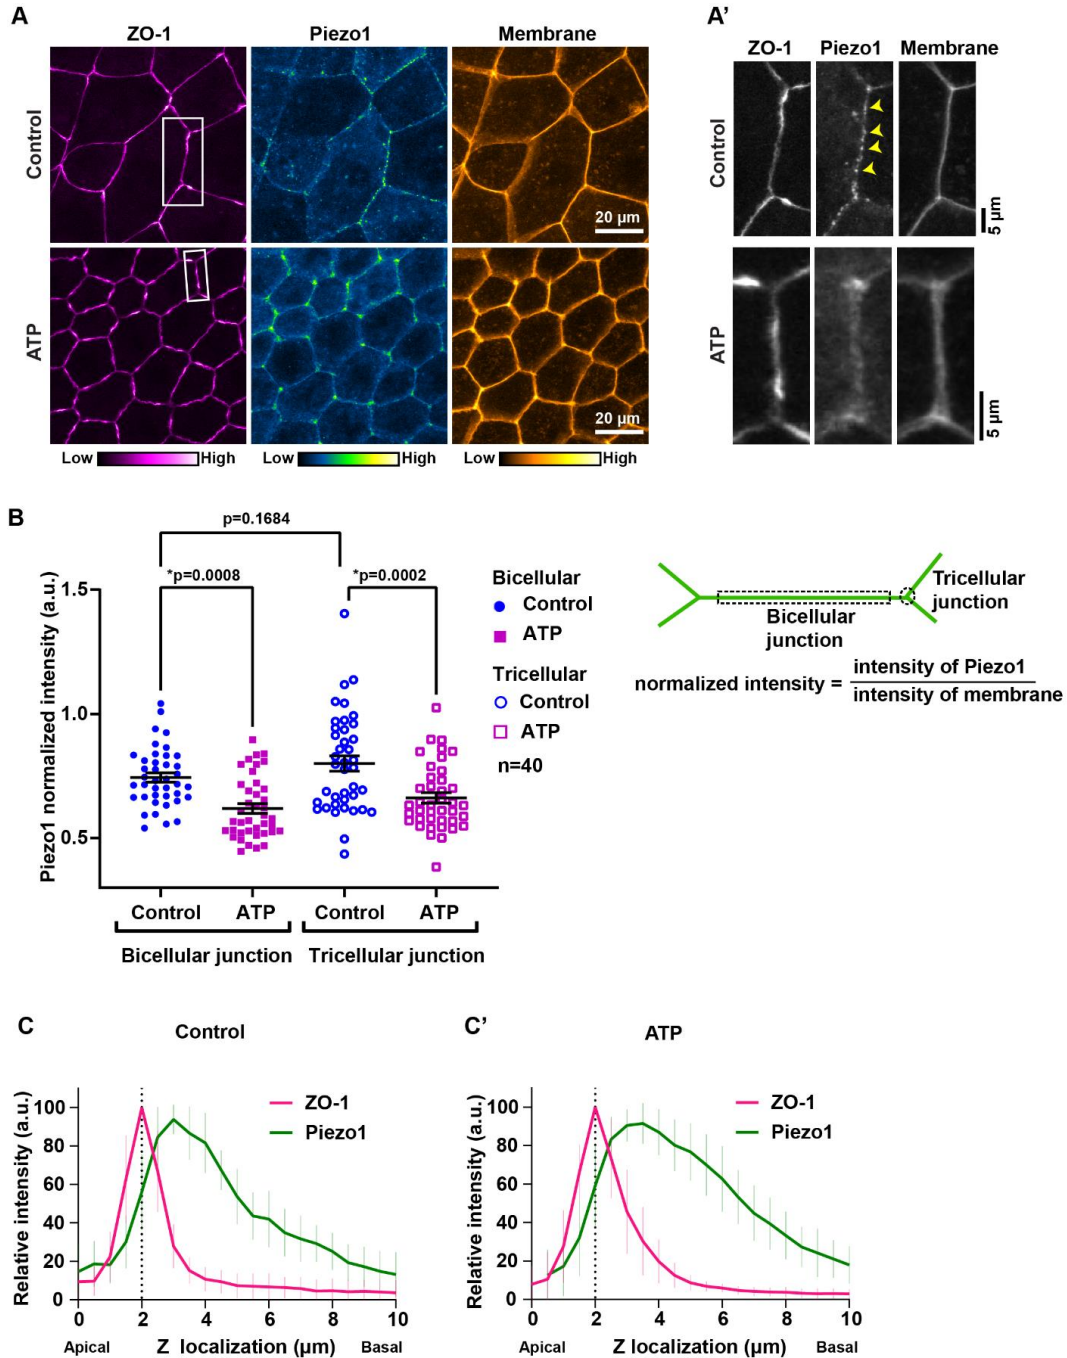 A
ZO-1 Piezo1 Membrane
Control
20 μm
ATP
20 μm
Low High Low High Low High
A'
ZO-1 Piezo1 Membrane
Control
5 μm
ATP
5 μm
B
p=0.1684
*p=0.0008 *p=0.0002
Piezo1 normalized intensity (a.u.)
1.5
1.0
0.5
Control ATP Control ATP
Bicellular junction Tricellular junction
Bicellular
Control
ATP
Tricellular
Control
ATP
n=40
Tricellular
junction
Bicellular
junction
normalized intensity = intensity of Piezo1
intensity of membrane
C
Control
Relative intensity (a.u.)
100
80
60
40
20
0
ZO-1
Piezo1
0 2 4 6 8 10
Apical Z localization (μm) Basal
C'
ATP
Relative intensity (a.u.)
100
80
60
40
20
0
ZO-1
Piezo1
0 2 4 6 8 10
Apical Z localization (μm) Basal